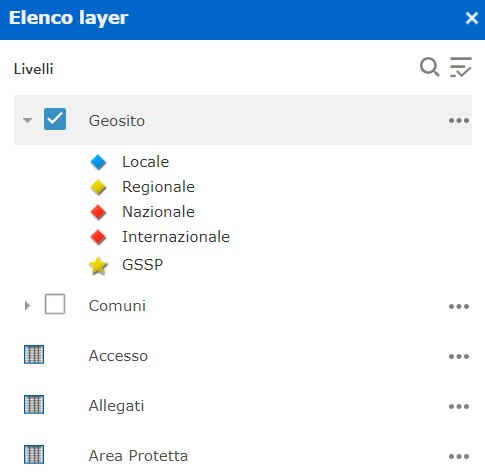 Elenco layer
Livelli
Geosito
Locale
Regionale
Nazionale
Internazionale
GSSP
Comuni
Accesso
Allegati
Area Protetta